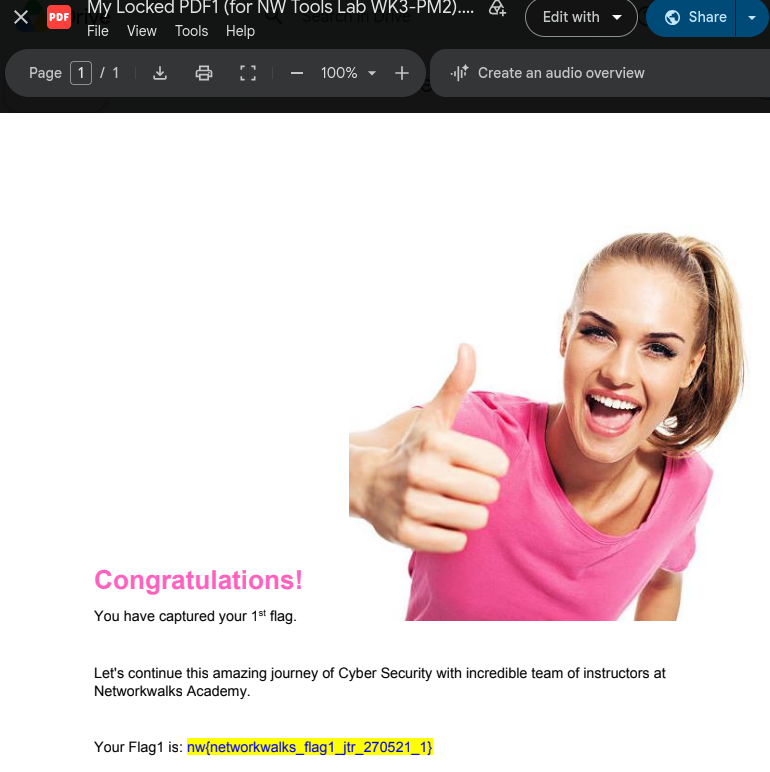 My Locked PDF1 (for NW Tools Lab WK3-PM2)....
PDF
File View Tools Help
Edit with
Share
Page 1 / 1
100%
Create an audio overview
Congratulations!
You have captured your 1st flag.
Let's continue this amazing journey of Cyber Security with incredible team of instructors at
Networkwalks Academy.
Your Flag1 is: nw{networkwalks_flag1_jtr_270521_1}